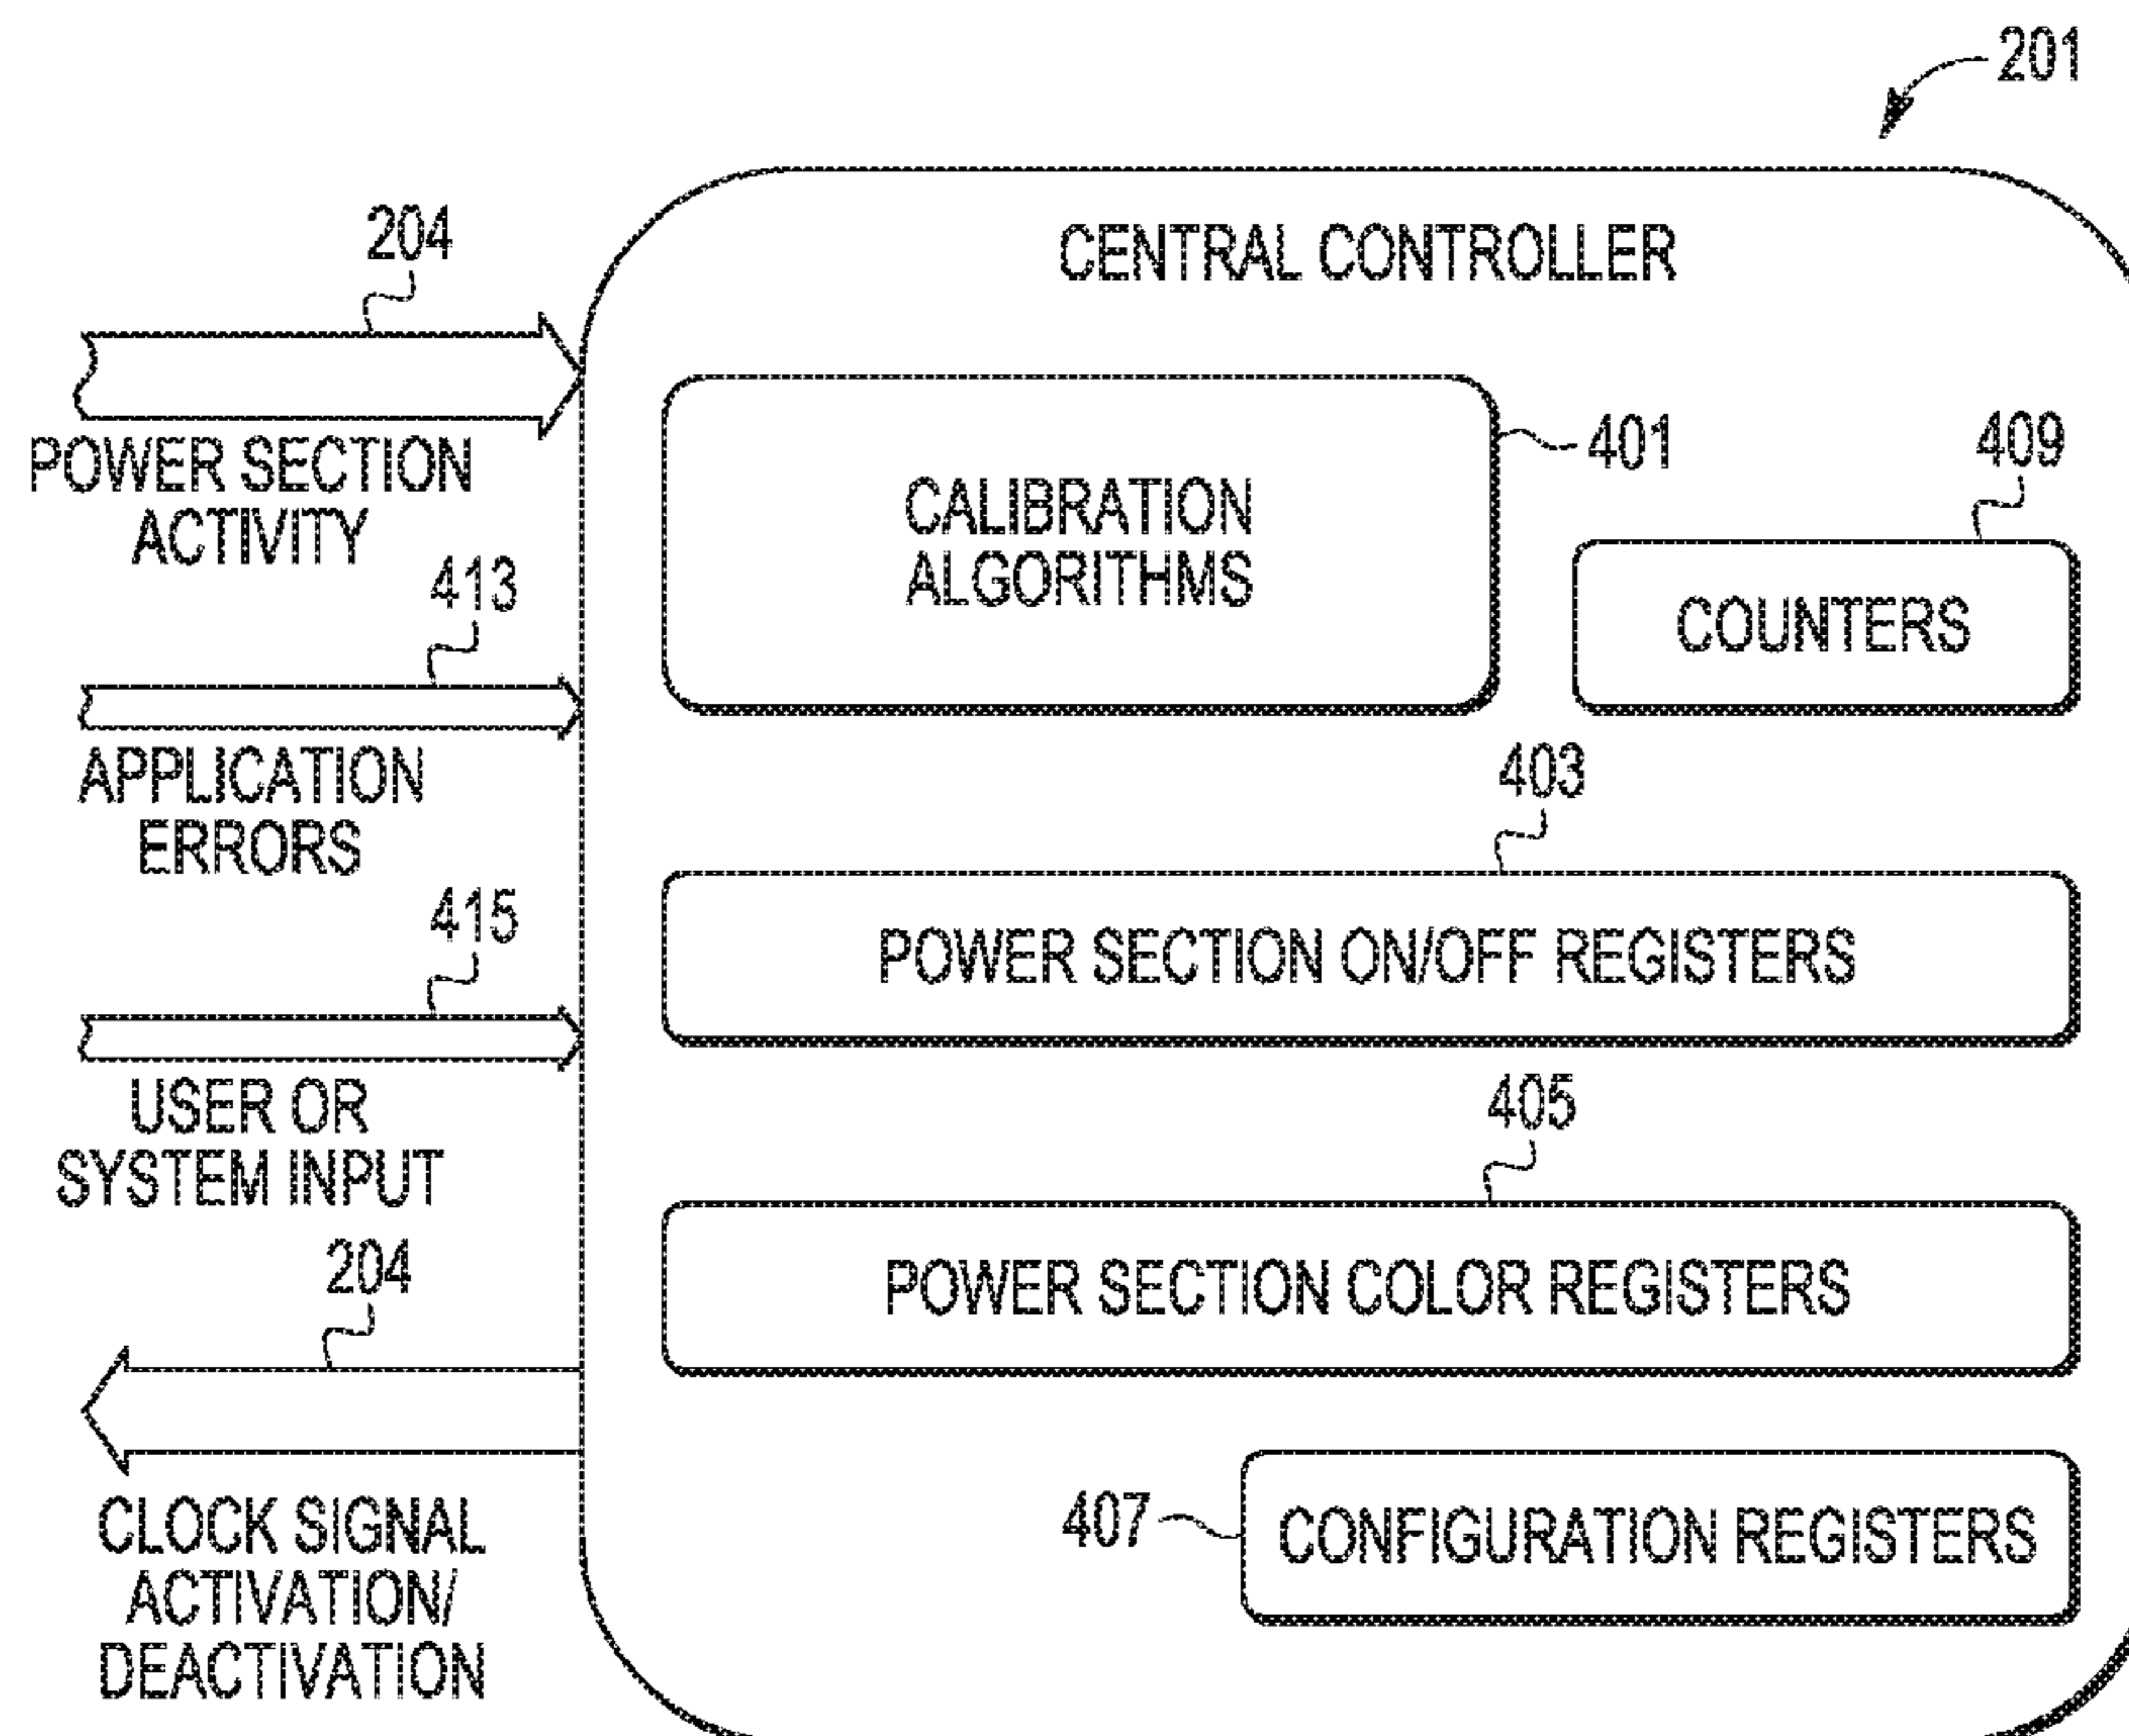 201
204
CENTRAL CONTROLLER
POWER SECTION
ACTIVITY
401
409
CALIBRATION
ALGORITHMS
COUNTERS
413
APPLICATION
ERRORS
403
415
POWER SECTION ON/OFF REGISTERS
USER OR
SYSTEM INPUT
405
204
POWER SECTION COLOR REGISTERS
CLOCK SIGNAL
ACTIVATION/
DEACTIVATION
407
CONFIGURATION REGISTERS